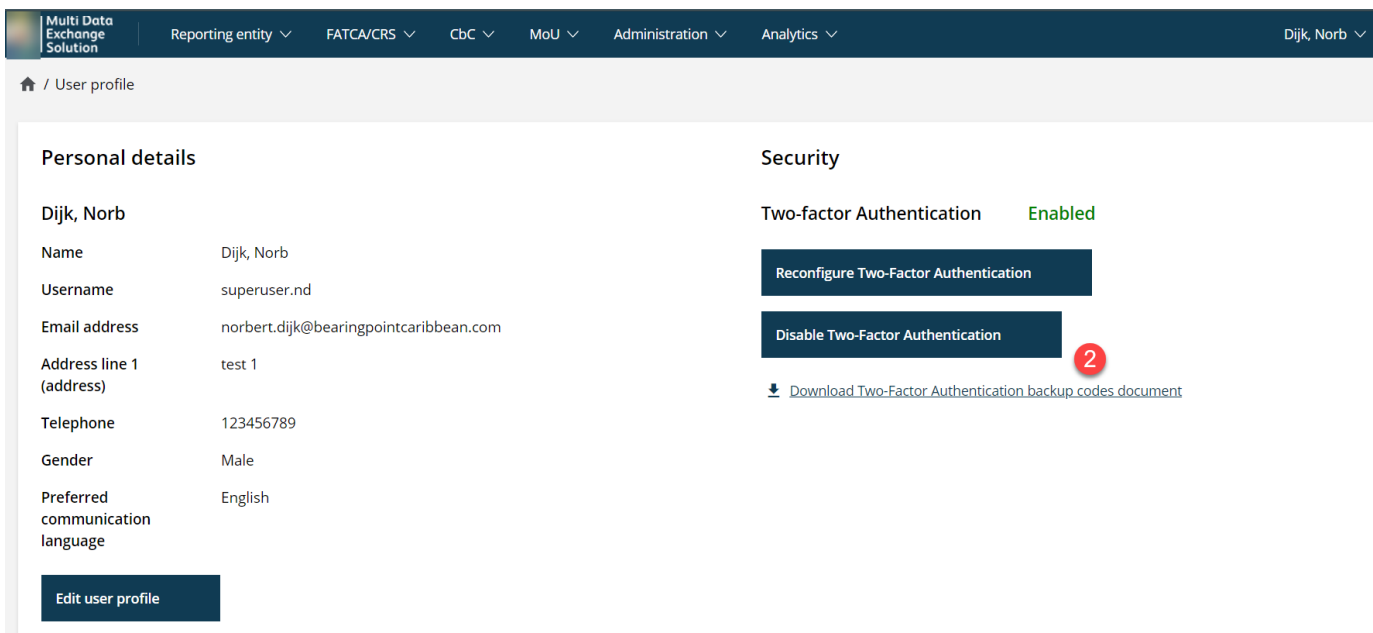 Multi Data
Exchange
Solution
Reporting entity FATCA/CRS CbC MoU Administration Analytics Dijk, Norb
/ User profile
Personal details
Dijk, Norb
Name Dijk, Norb
Username superuser.nd
Email address norbert.dijk@bearingpointcaribbean.com
Address line 1 test 1
(address)
Telephone 123456789
Gender Male
Preferred English
communication
language
Edit user profile
Security
Two-factor Authentication Enabled
Reconfigure Two-Factor Authentication
Disable Two-Factor Authentication
2
Download Two-Factor Authentication backup codes document